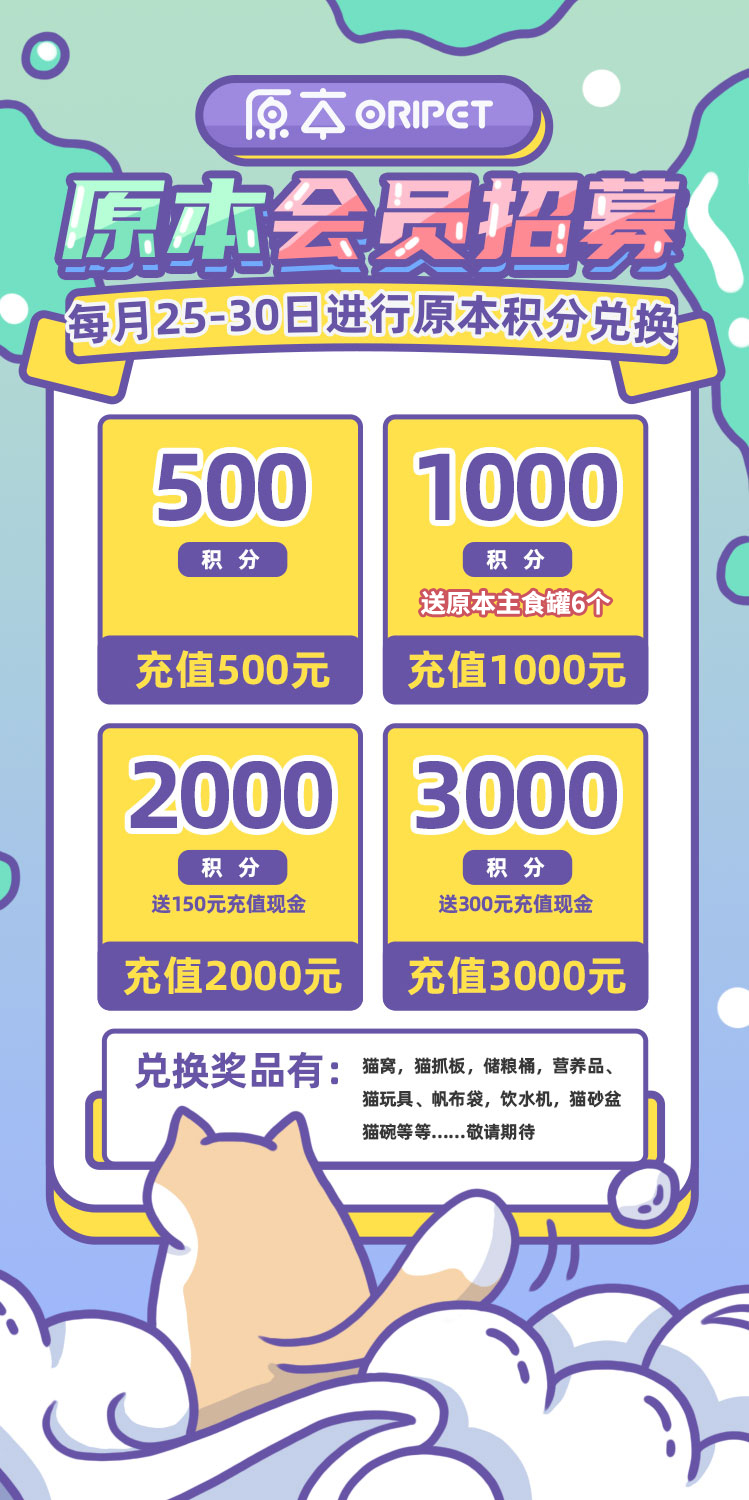 原本 ORIPET
原本会员招募
每月25-30日进行原本积分兑换
500
积 分
充值500元
1000
积 分
送原本主食罐6个
充值1000元
2000
积 分
送150元充值现金
充值2000元
3000
积 分
送300元充值现金
充值3000元
兑换奖品有：
猫窝，猫抓板，储粮桶，营养品、
猫玩具、帆布袋，饮水机，猫砂盆
猫碗等等……敬请期待